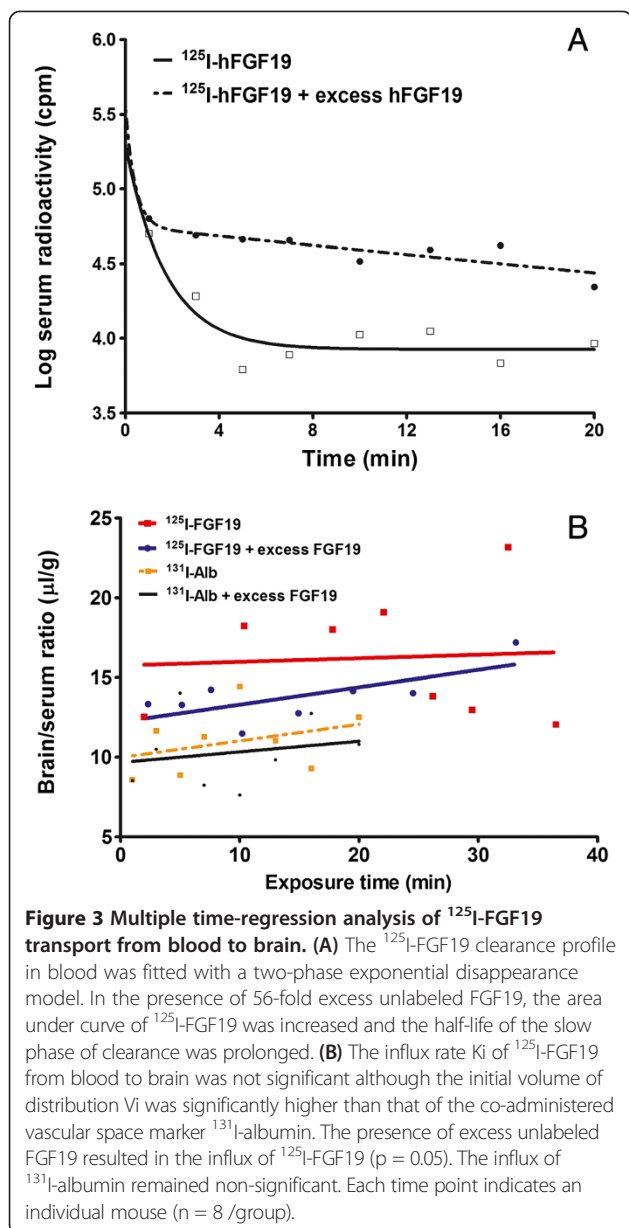 A
6.0
5.5
5.0
4.5
4.0
3.5
Log serum radioactivity (cpm)
¹²⁵I-hFGF19
¹²⁵I-hFGF19 + excess hFGF19
0 4 8 12 16 20
Time (min)
B
25
20
15
10
5
Brain/serum ratio (µl/g)
¹²⁵I-FGF19
¹²⁵I-FGF19 + excess FGF19
¹³¹I-Alb
¹³¹I-Alb + excess FGF19
0 10 20 30 40
Exposure time (min)
Figure 3 Multiple time-regression analysis of ¹²⁵I-FGF19
transport from blood to brain. (A) The ¹²⁵I-FGF19 clearance profile
in blood was fitted with a two-phase exponential disappearance
model. In the presence of 56-fold excess unlabeled FGF19, the area
under curve of ¹²⁵I-FGF19 was increased and the half-life of the slow
phase of clearance was prolonged. (B) The influx rate Ki of ¹²⁵I-FGF19
from blood to brain was not significant although the initial volume of
distribution Vi was significantly higher than that of the co-administered
vascular space marker ¹³¹I-albumin. The presence of excess unlabeled
FGF19 resulted in the influx of ¹²⁵I-FGF19 (p = 0.05). The influx of
¹³¹I-albumin remained non-significant. Each time point indicates an
individual mouse (n = 8 /group).